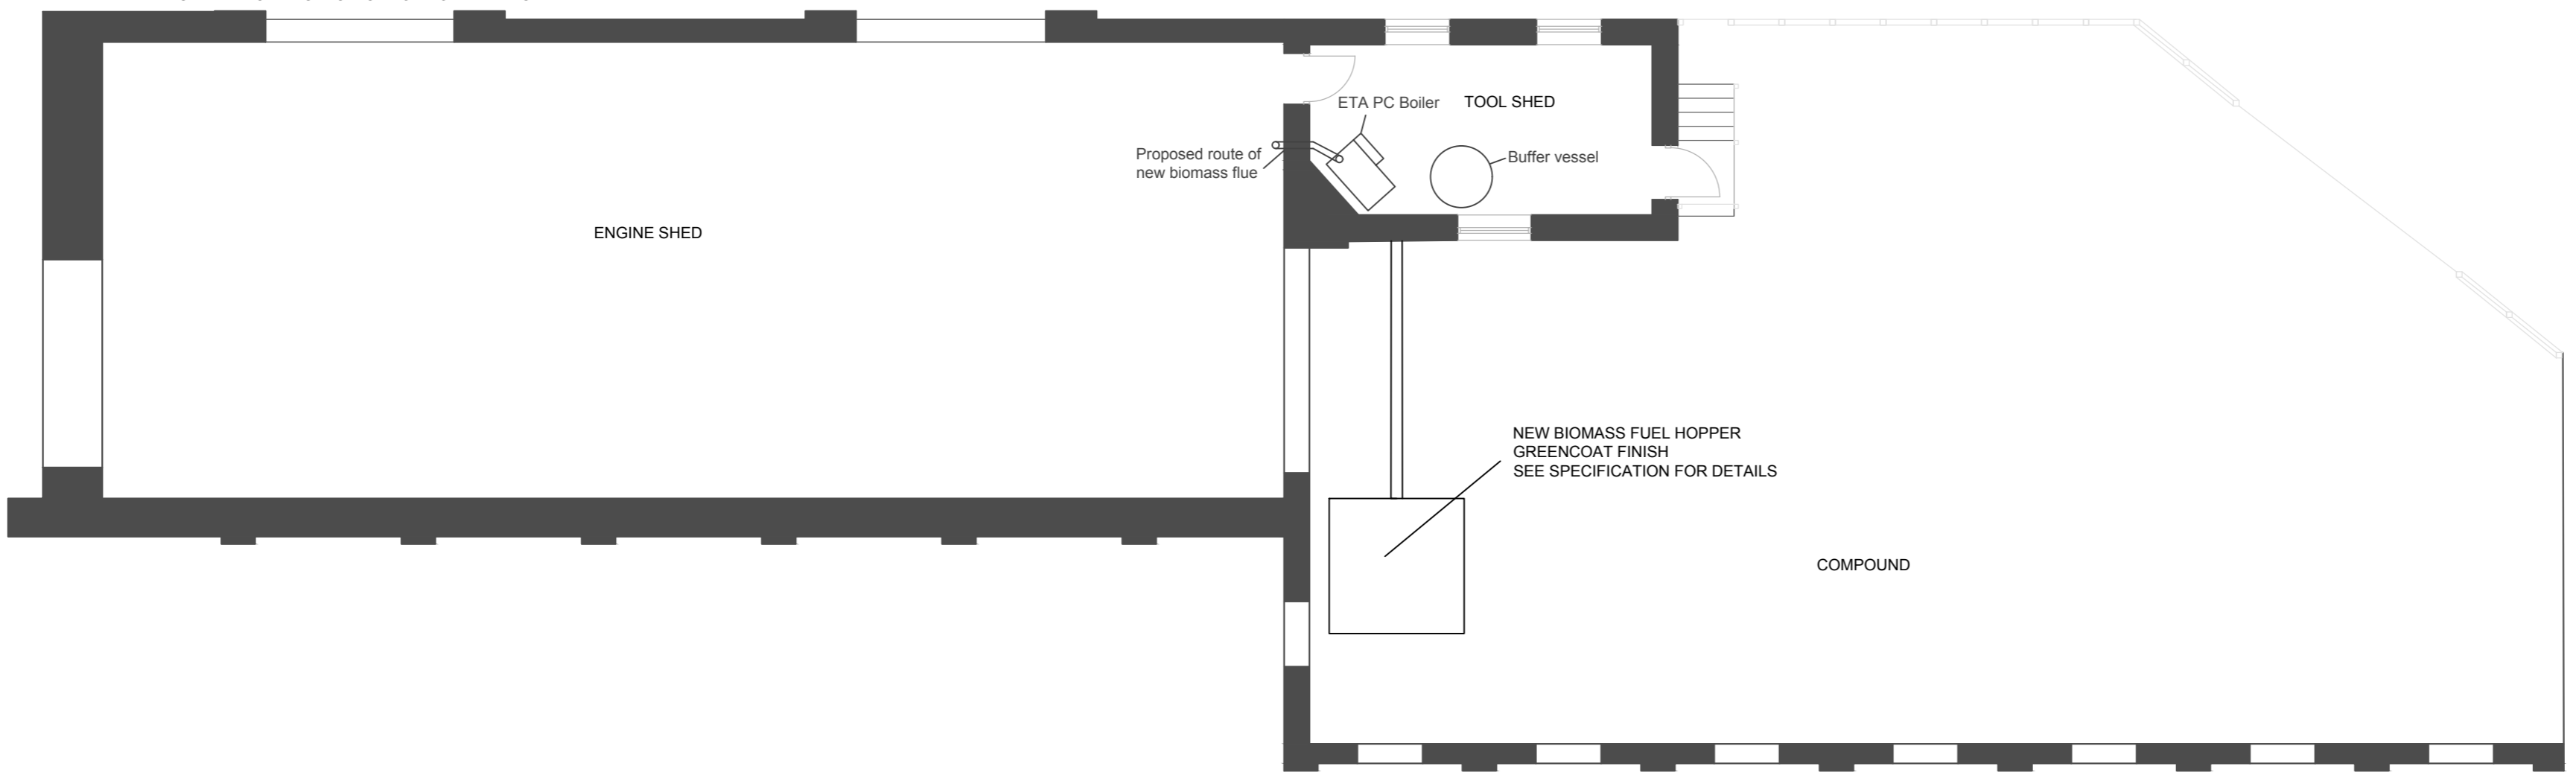 ETA PC Boiler
TOOL SHED
Proposed route of
new biomass flue
Buffer vessel
ENGINE SHED
NEW BIOMASS FUEL HOPPER
GREENCOAT FINISH
SEE SPECIFICATION FOR DETAILS
COMPOUND